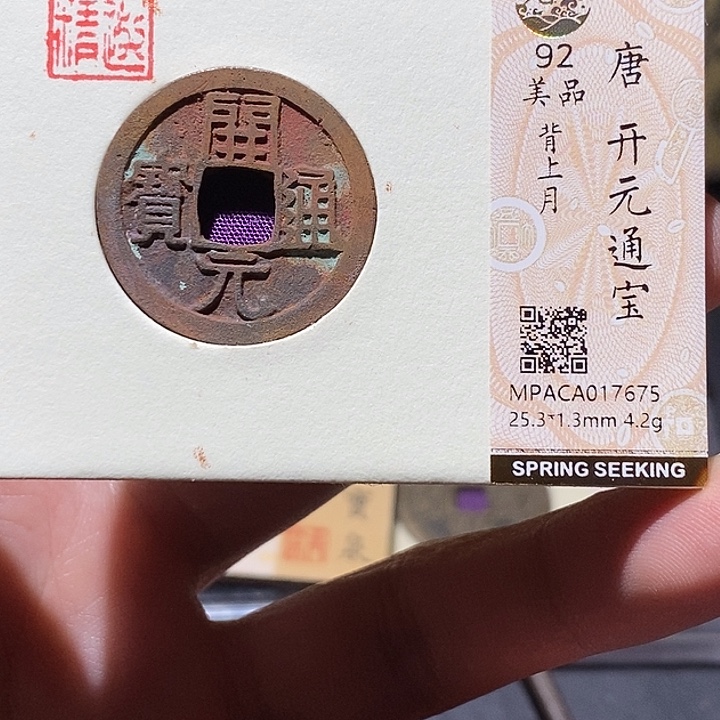 開元通寶
唐 开元通宝
92
美品
背上月
MPACA017675
25.3*1.3mm 4.2g
SPRING SEEKING